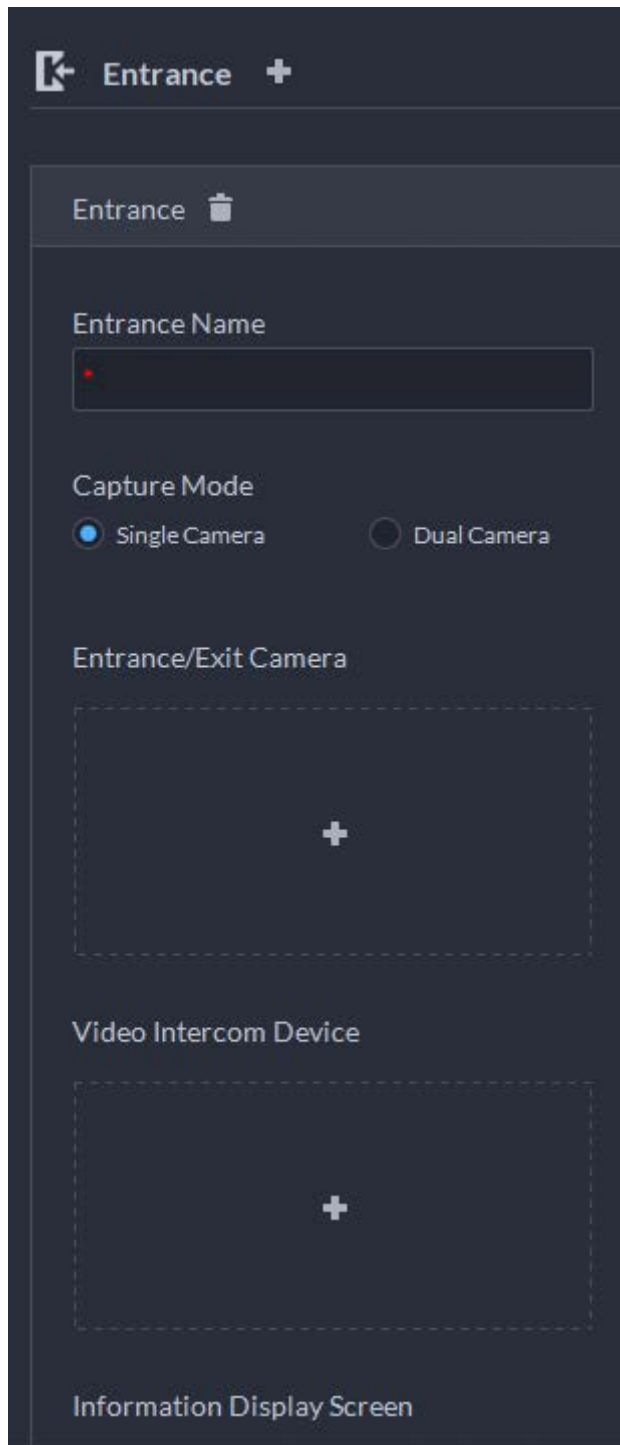 Entrance
Entrance
Entrance Name
*
Capture Mode
Single Camera Dual Camera
Entrance/Exit Camera
Video Intercom Device
Information Display Screen